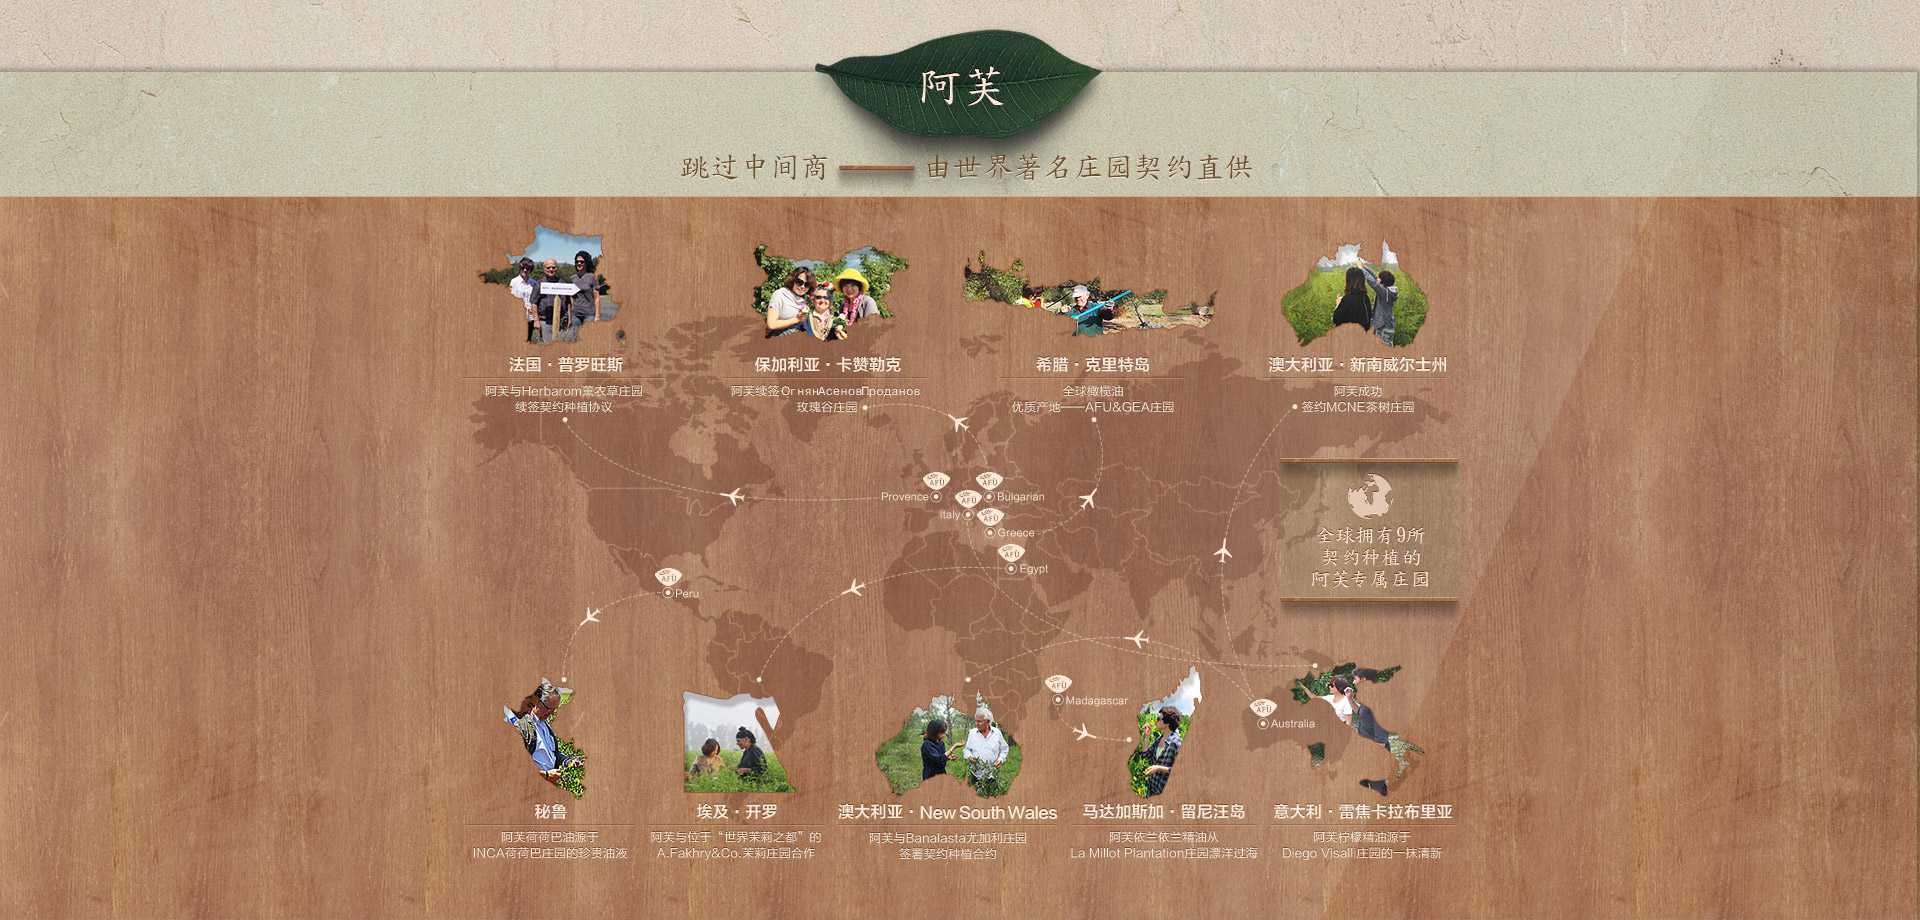 阿芙
跳过中间商——由世界著名庄园契约直供
法国·普罗旺斯
阿芙与Herbarom薰衣草庄园
续签契约种植协议
保加利亚·卡赞勒克
阿芙续签ОгнянАсеновПроданов
玫瑰谷庄园
希腊·克里特岛
全球橄榄油
优质产地——AFU&GEA庄园
澳大利亚·新南威尔士州
阿芙成功
签约MCNE茶树庄园
AFU
Provence
AFU
Bulgarian
AFU
Italy
AFU
Greece
AFU
Egypt
AFU
Peru
全球拥有9所
契约种植的
阿芙专属庄园
AFU
Madagascar
AFU
Australia
秘鲁
阿芙荷荷巴油源于
INCA荷荷巴庄园的珍贵油液
埃及·开罗
阿芙与位于“世界茉莉之都”的
A.Fakhry&Co.茉莉庄园合作
澳大利亚·New South Wales
阿芙与Banalasta尤加利庄园
签署契约种植合约
马达加斯加·留尼汪岛
阿芙依兰依兰精油从
La Millot Plantation庄园漂洋过海
意大利·雷焦卡拉布里亚
阿芙柠檬精油源于
Diego Visalli庄园的一抹清新